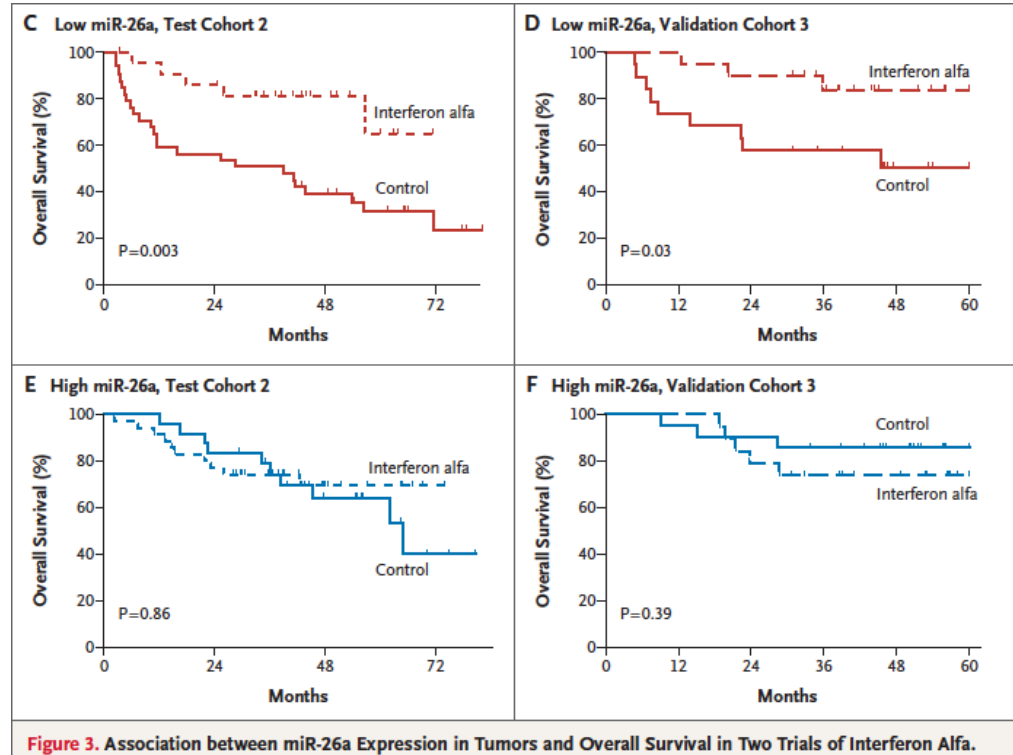 C Low miR-26a, Test Cohort 2
100
80
60
40
20
0
Overall Survival (%)
Interferon alfa
Control
P=0.003
0 24 48 72
Months
D Low miR-26a, Validation Cohort 3
100
80
60
40
20
0
Overall Survival (%)
Interferon alfa
Control
P=0.03
0 12 24 36 48 60
Months
E High miR-26a, Test Cohort 2
100
80
60
40
20
0
Overall Survival (%)
Interferon alfa
Control
P=0.86
0 24 48 72
Months
F High miR-26a, Validation Cohort 3
100
80
60
40
20
0
Overall Survival (%)
Control
Interferon alfa
P=0.39
0 12 24 36 48 60
Months
Figure 3. Association between miR-26a Expression in Tumors and Overall Survival in Two Trials of Interferon Alfa.